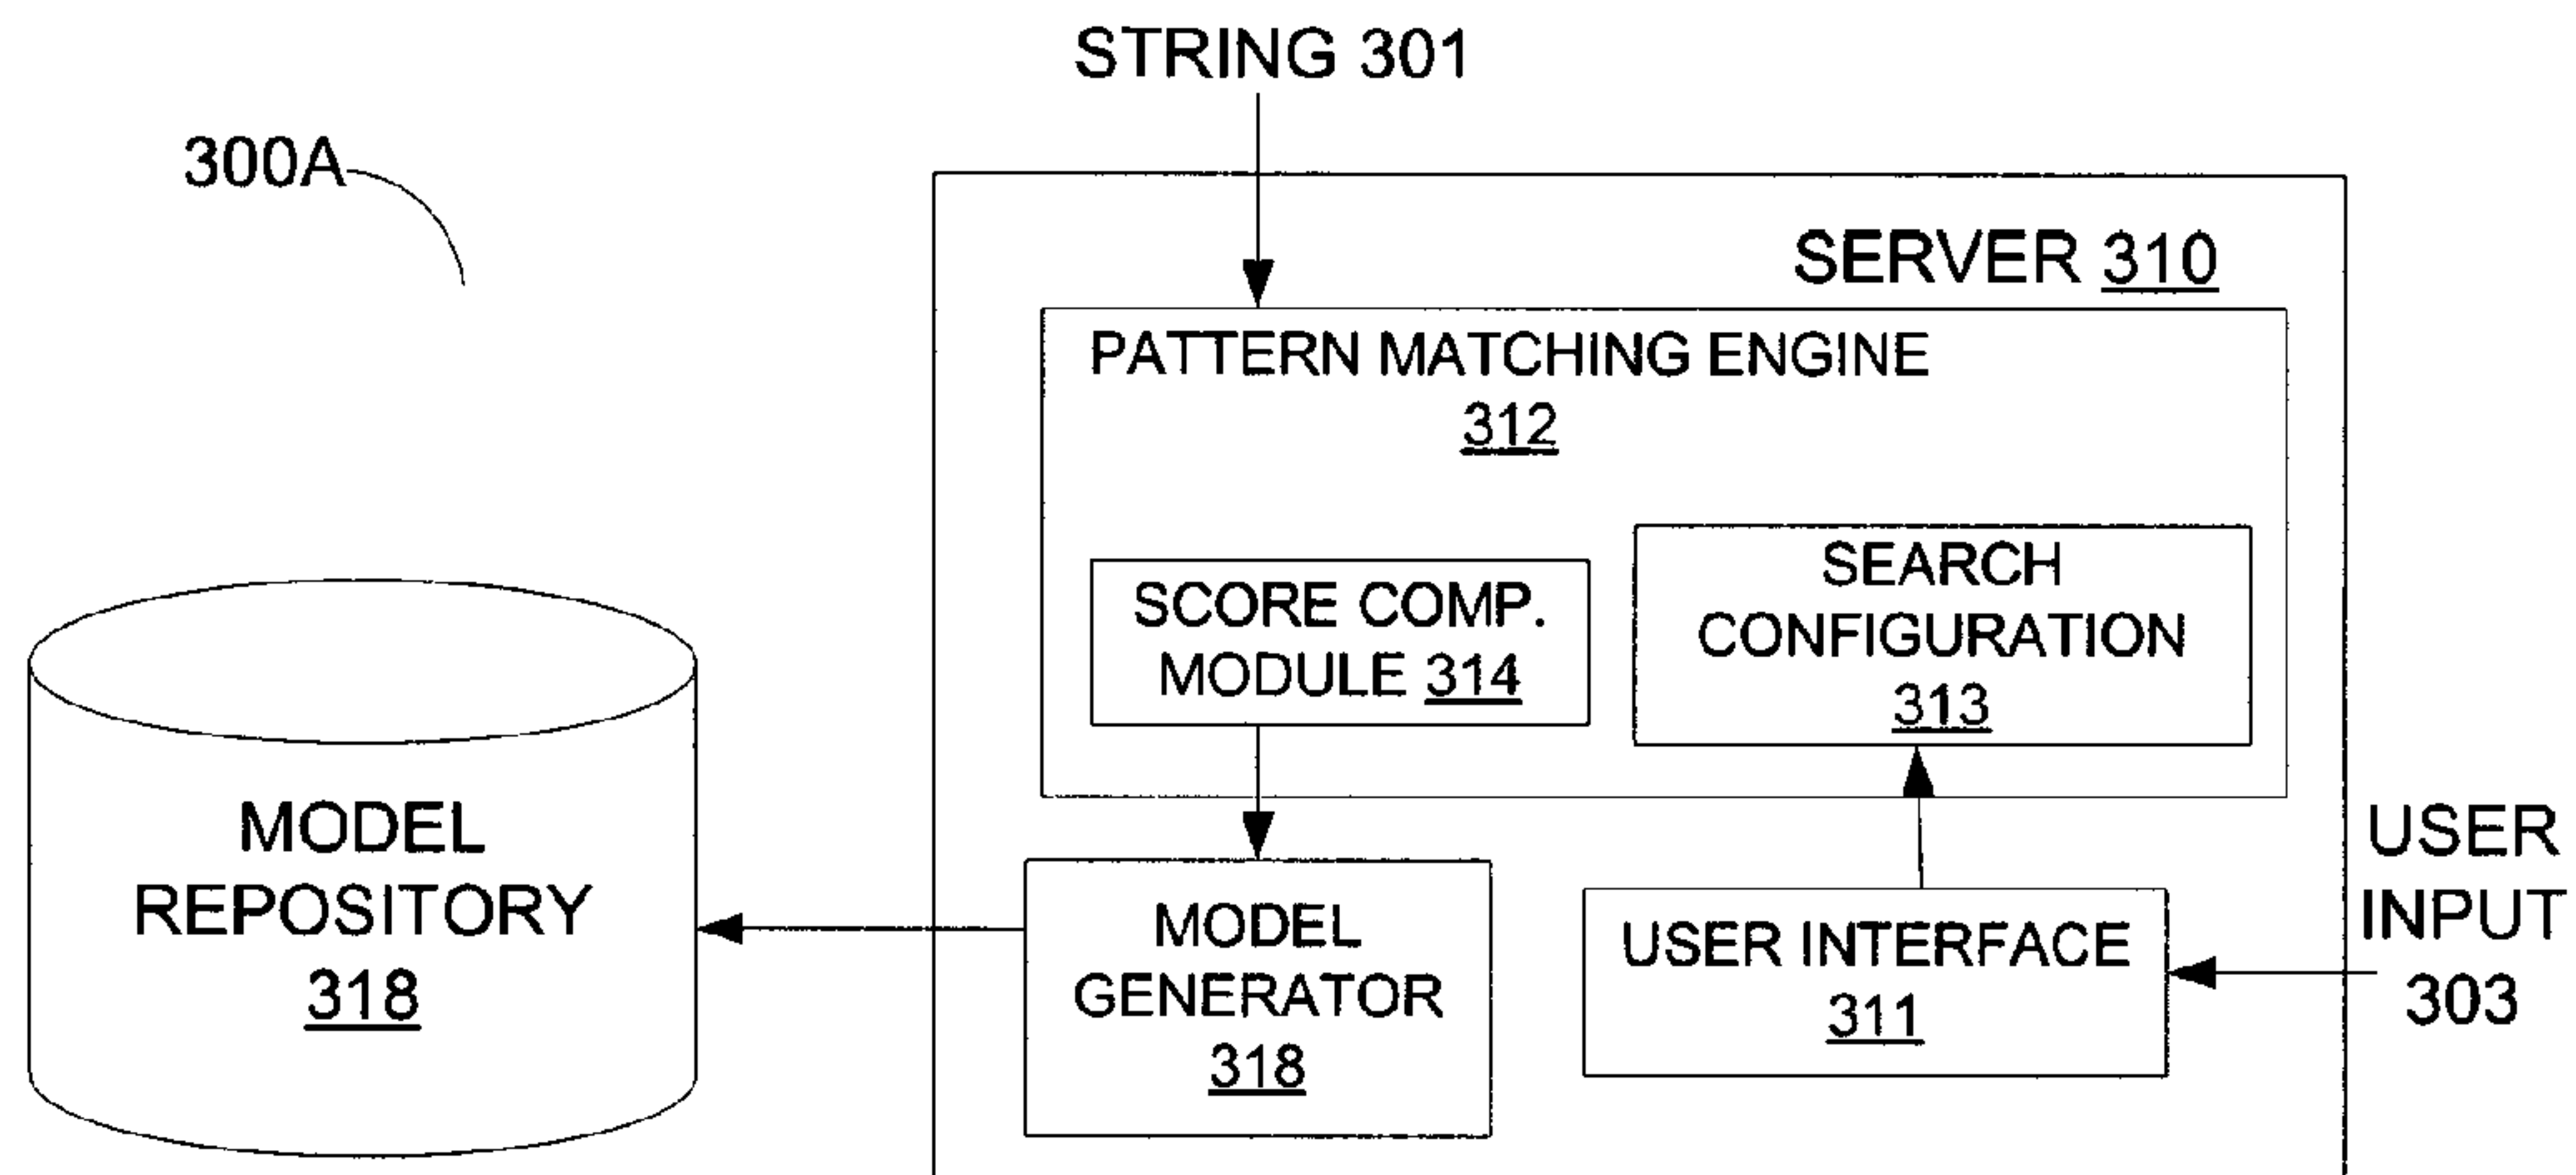 STRING 301
300A
SERVER 310
PATTERN MATCHING ENGINE
312
SCORE COMP.
MODULE 314
SEARCH
CONFIGURATION
313
MODEL
REPOSITORY
318
MODEL
GENERATOR
318
USER INTERFACE
311
USER
INPUT
303